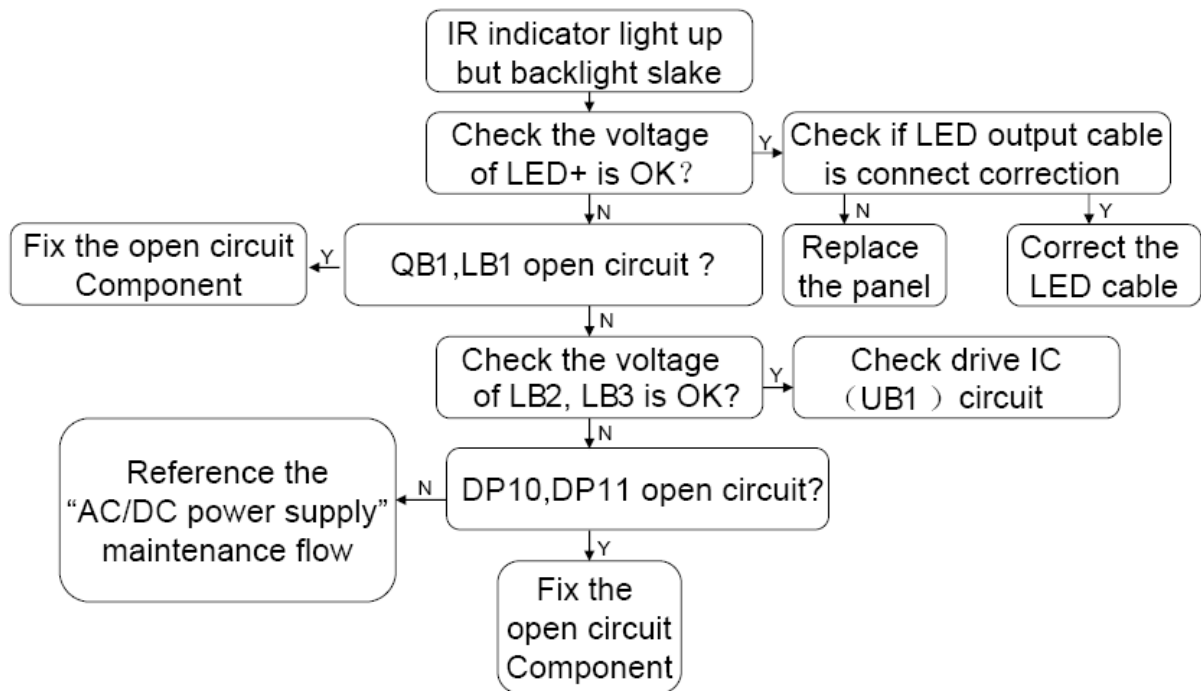 IR indicator light up
but backlight slake
Check the voltage
of LED+ is OK？
Y
Check if LED output cable
is connect correction
N
N
Y
Fix the open circuit
Component
Y
QB1,LB1 open circuit ?
Replace
the panel
Correct the
LED cable
N
Check the voltage
of LB2, LB3 is OK?
Y
Check drive IC
（UB1 ）circuit
N
Reference the
“AC/DC power supply”
maintenance flow
N
DP10,DP11 open circuit?
Y
Fix the
open circuit
Component